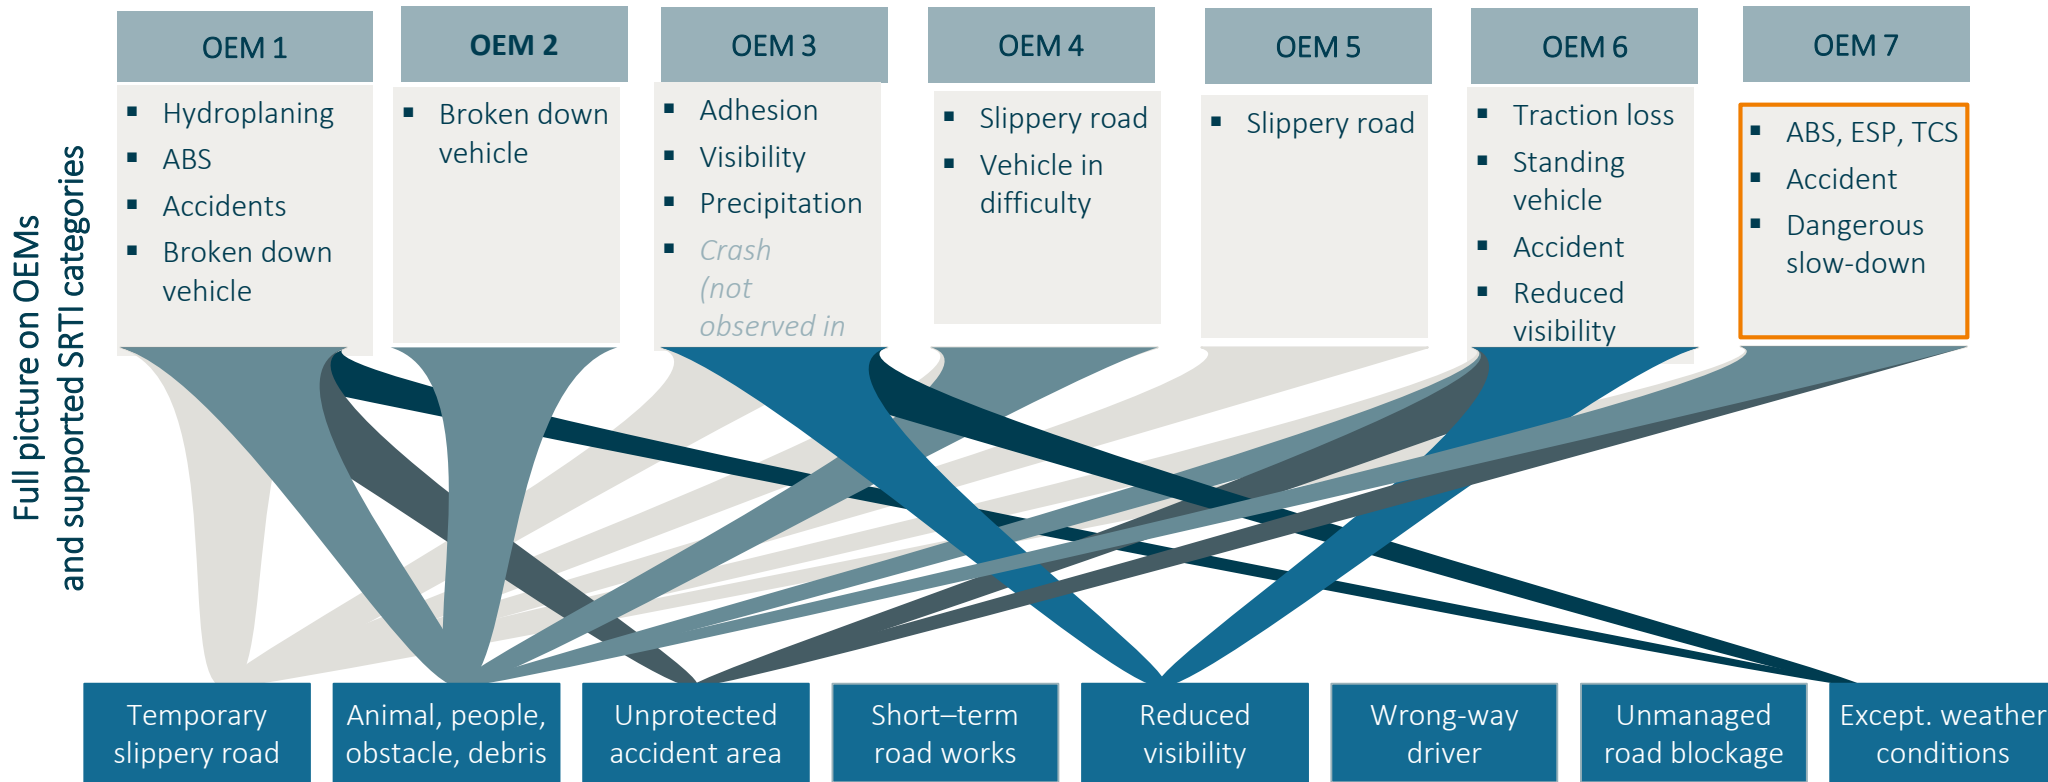 Full picture on OEMs
and supported SRTI categories
OEM 1
Hydroplaning
ABS
Accidents
Broken down
vehicle
OEM 2
Broken down
vehicle
OEM 3
Adhesion
Visibility
Precipitation
Crash
(not
observed in
OEM 4
Slippery road
Vehicle in
difficulty
OEM 5
Slippery road
OEM 6
Traction loss
Standing
vehicle
Accident
Reduced
visibility
OEM 7
ABS, ESP, TCS
Accident
Dangerous
slow-down
Temporary
slippery road
Animal, people,
obstacle, debris
Unprotected
accident area
Short–term
road works
Reduced
visibility
Wrong-way
driver
Unmanaged
road blockage
Except. weather
conditions